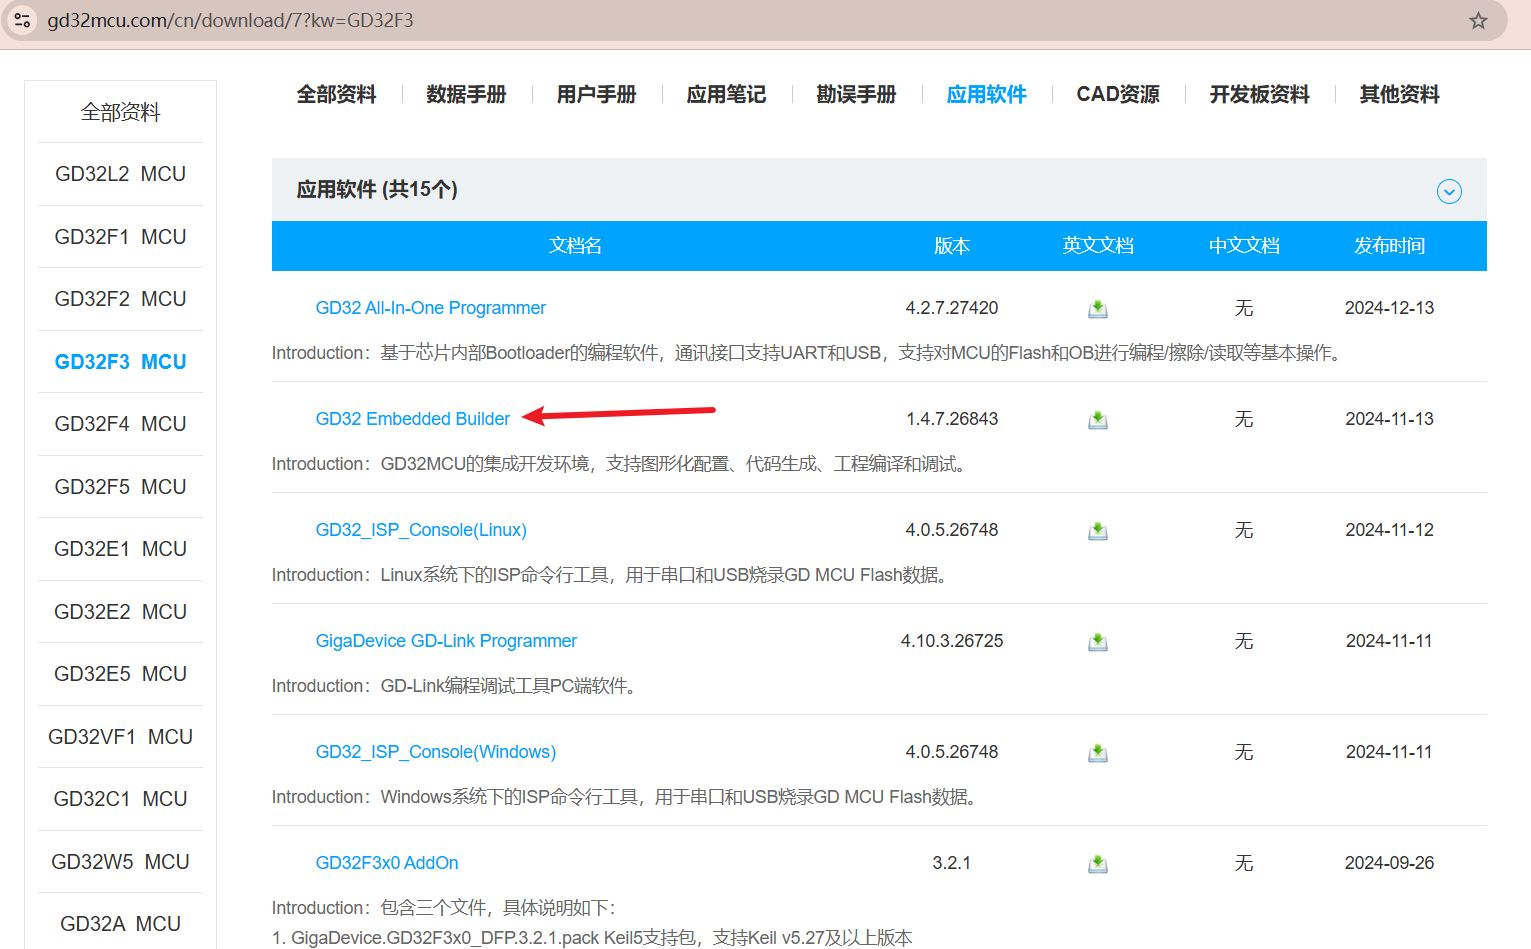 gd32mcu.com/cn/download/7?kw=GD32F3
全部资料
GD32L2 MCU
GD32F1 MCU
GD32F2 MCU
GD32F3 MCU
GD32F4 MCU
GD32F5 MCU
GD32E1 MCU
GD32E2 MCU
GD32E5 MCU
GD32VF1 MCU
GD32C1 MCU
GD32W5 MCU
GD32A MCU
全部资料 数据手册 用户手册 应用笔记 勘误手册 应用软件 CAD资源 开发板资料 其他资料
应用软件 (共15个)
文档名 版本 英文文档 中文文档 发布时间
GD32 All-In-One Programmer 4.2.7.27420 无 2024-12-13
Introduction：基于芯片内部Bootloader的编程软件，通讯接口支持UART和USB，支持对MCU的Flash和OB进行编程/擦除/读取等基本操作。
GD32 Embedded Builder 1.4.7.26843 无 2024-11-13
Introduction：GD32MCU的集成开发环境，支持图形化配置、代码生成、工程编译和调试。
GD32_ISP_Console(Linux) 4.0.5.26748 无 2024-11-12
Introduction：Linux系统下的ISP命令行工具，用于串口和USB烧录GD MCU Flash数据。
GigaDevice GD-Link Programmer 4.10.3.26725 无 2024-11-11
Introduction：GD-Link编程调试工具PC端软件。
GD32_ISP_Console(Windows) 4.0.5.26748 无 2024-11-11
Introduction：Windows系统下的ISP命令行工具，用于串口和USB烧录GD MCU Flash数据。
GD32F3x0 AddOn 3.2.1 无 2024-09-26
Introduction：包含三个文件，具体说明如下：
1. GigaDevice.GD32F3x0_DFP.3.2.1.pack Keil5支持包，支持Keil v5.27及以上版本